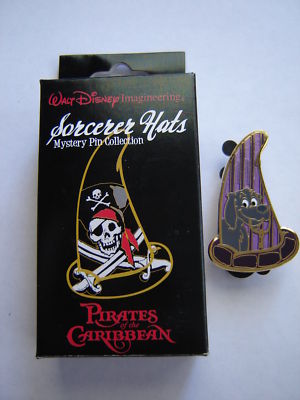 Walt Disney Imagineering
Sorcerer Hats
Mystery Pin Collection
Pirates
of the
Caribbean